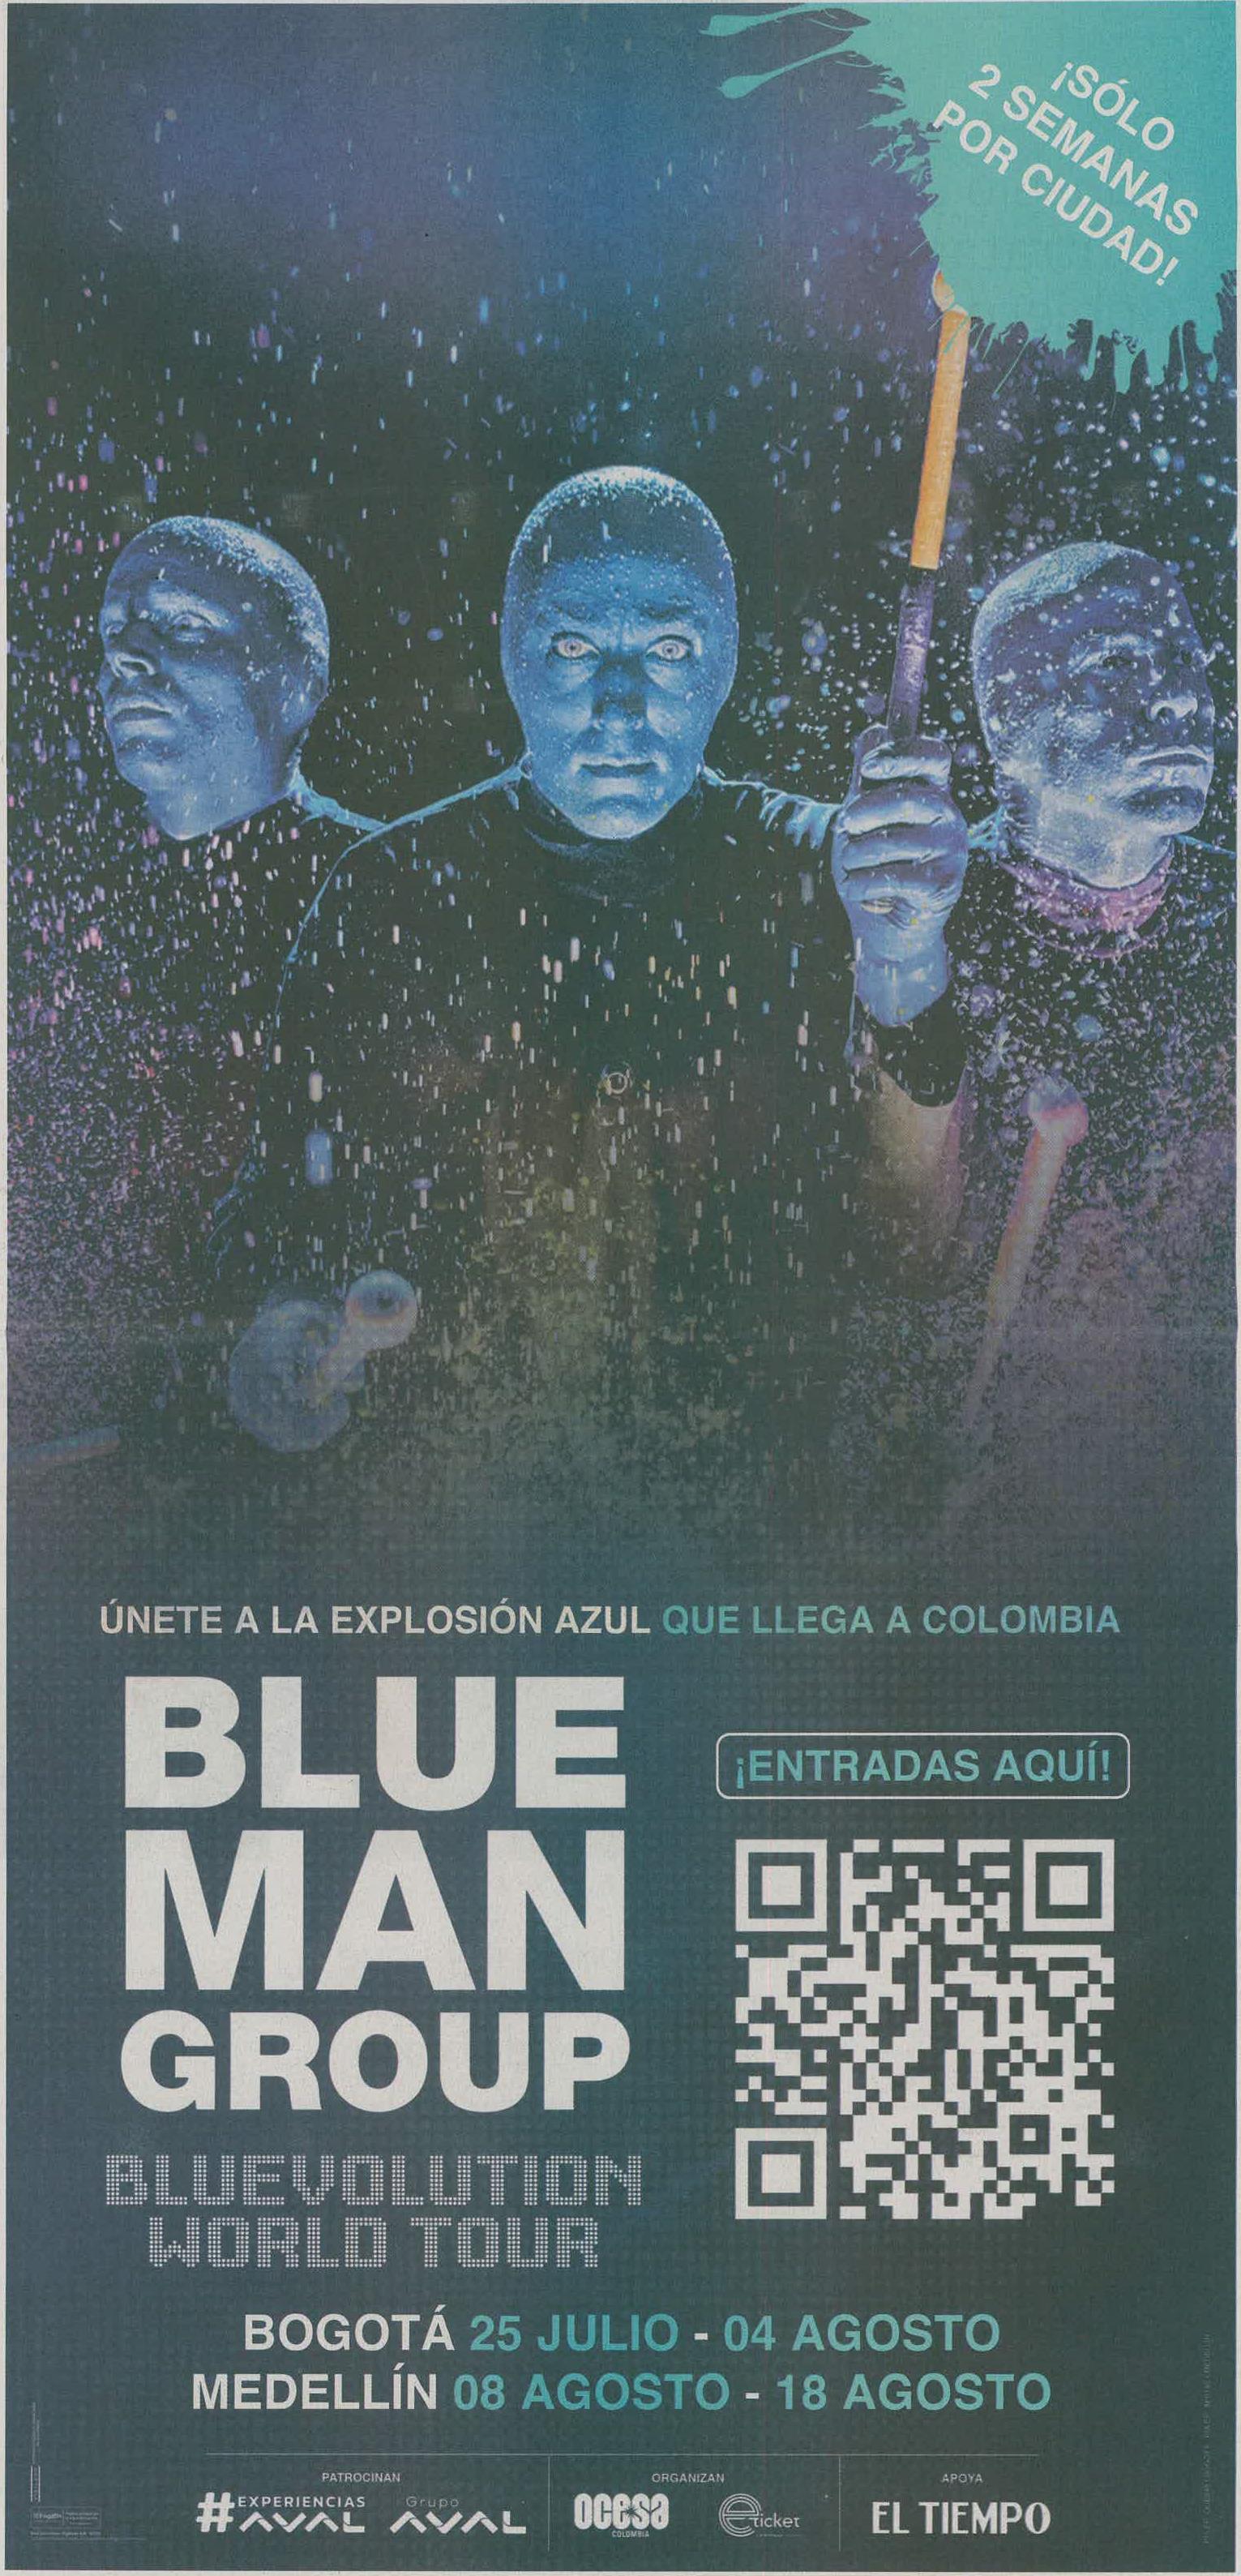 ¡SÓLO
2 SEMANAS
POR CIUDAD!
ÚNETE A LA EXPLOSIÓN AZUL QUE LLEGA A COLOMBIA
BLUE
MAN
GROUP
¡ENTRADAS AQUÍ!
BLUEVOLUTION
WORLD TOUR
BOGOTÁ 25 JULIO - 04 AGOSTO
MEDELLÍN 08 AGOSTO - 18 AGOSTO
PATROCINAN
#EXPERIENCIAS
AVAL
Grupo
AVAL
ORGANIZAN
OCESA
COLOMBIA
eticket
APOYA
EL TIEMPO